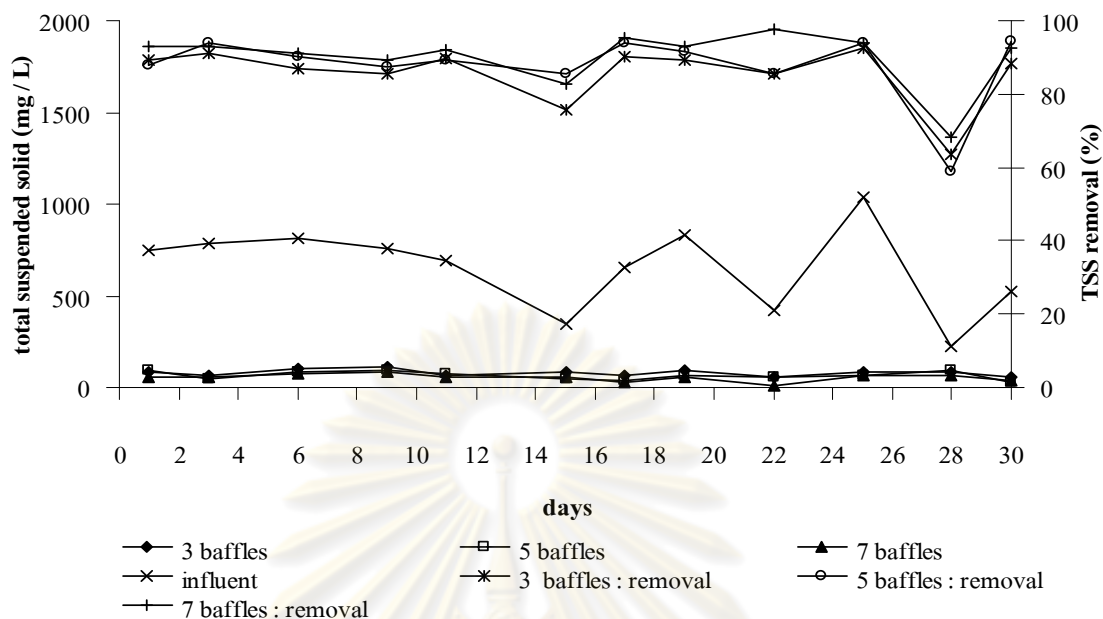 2000
1500
1000
500
0
total suspended solid (mg / L)
100
80
60
40
20
0
TSS removal (%)
0 2 4 6 8 10 12 14 16 18 20 22 24 26 28 30
days
3 baffles 5 baffles 7 baffles
influent 3 baffles : removal 5 baffles : removal
7 baffles : removal